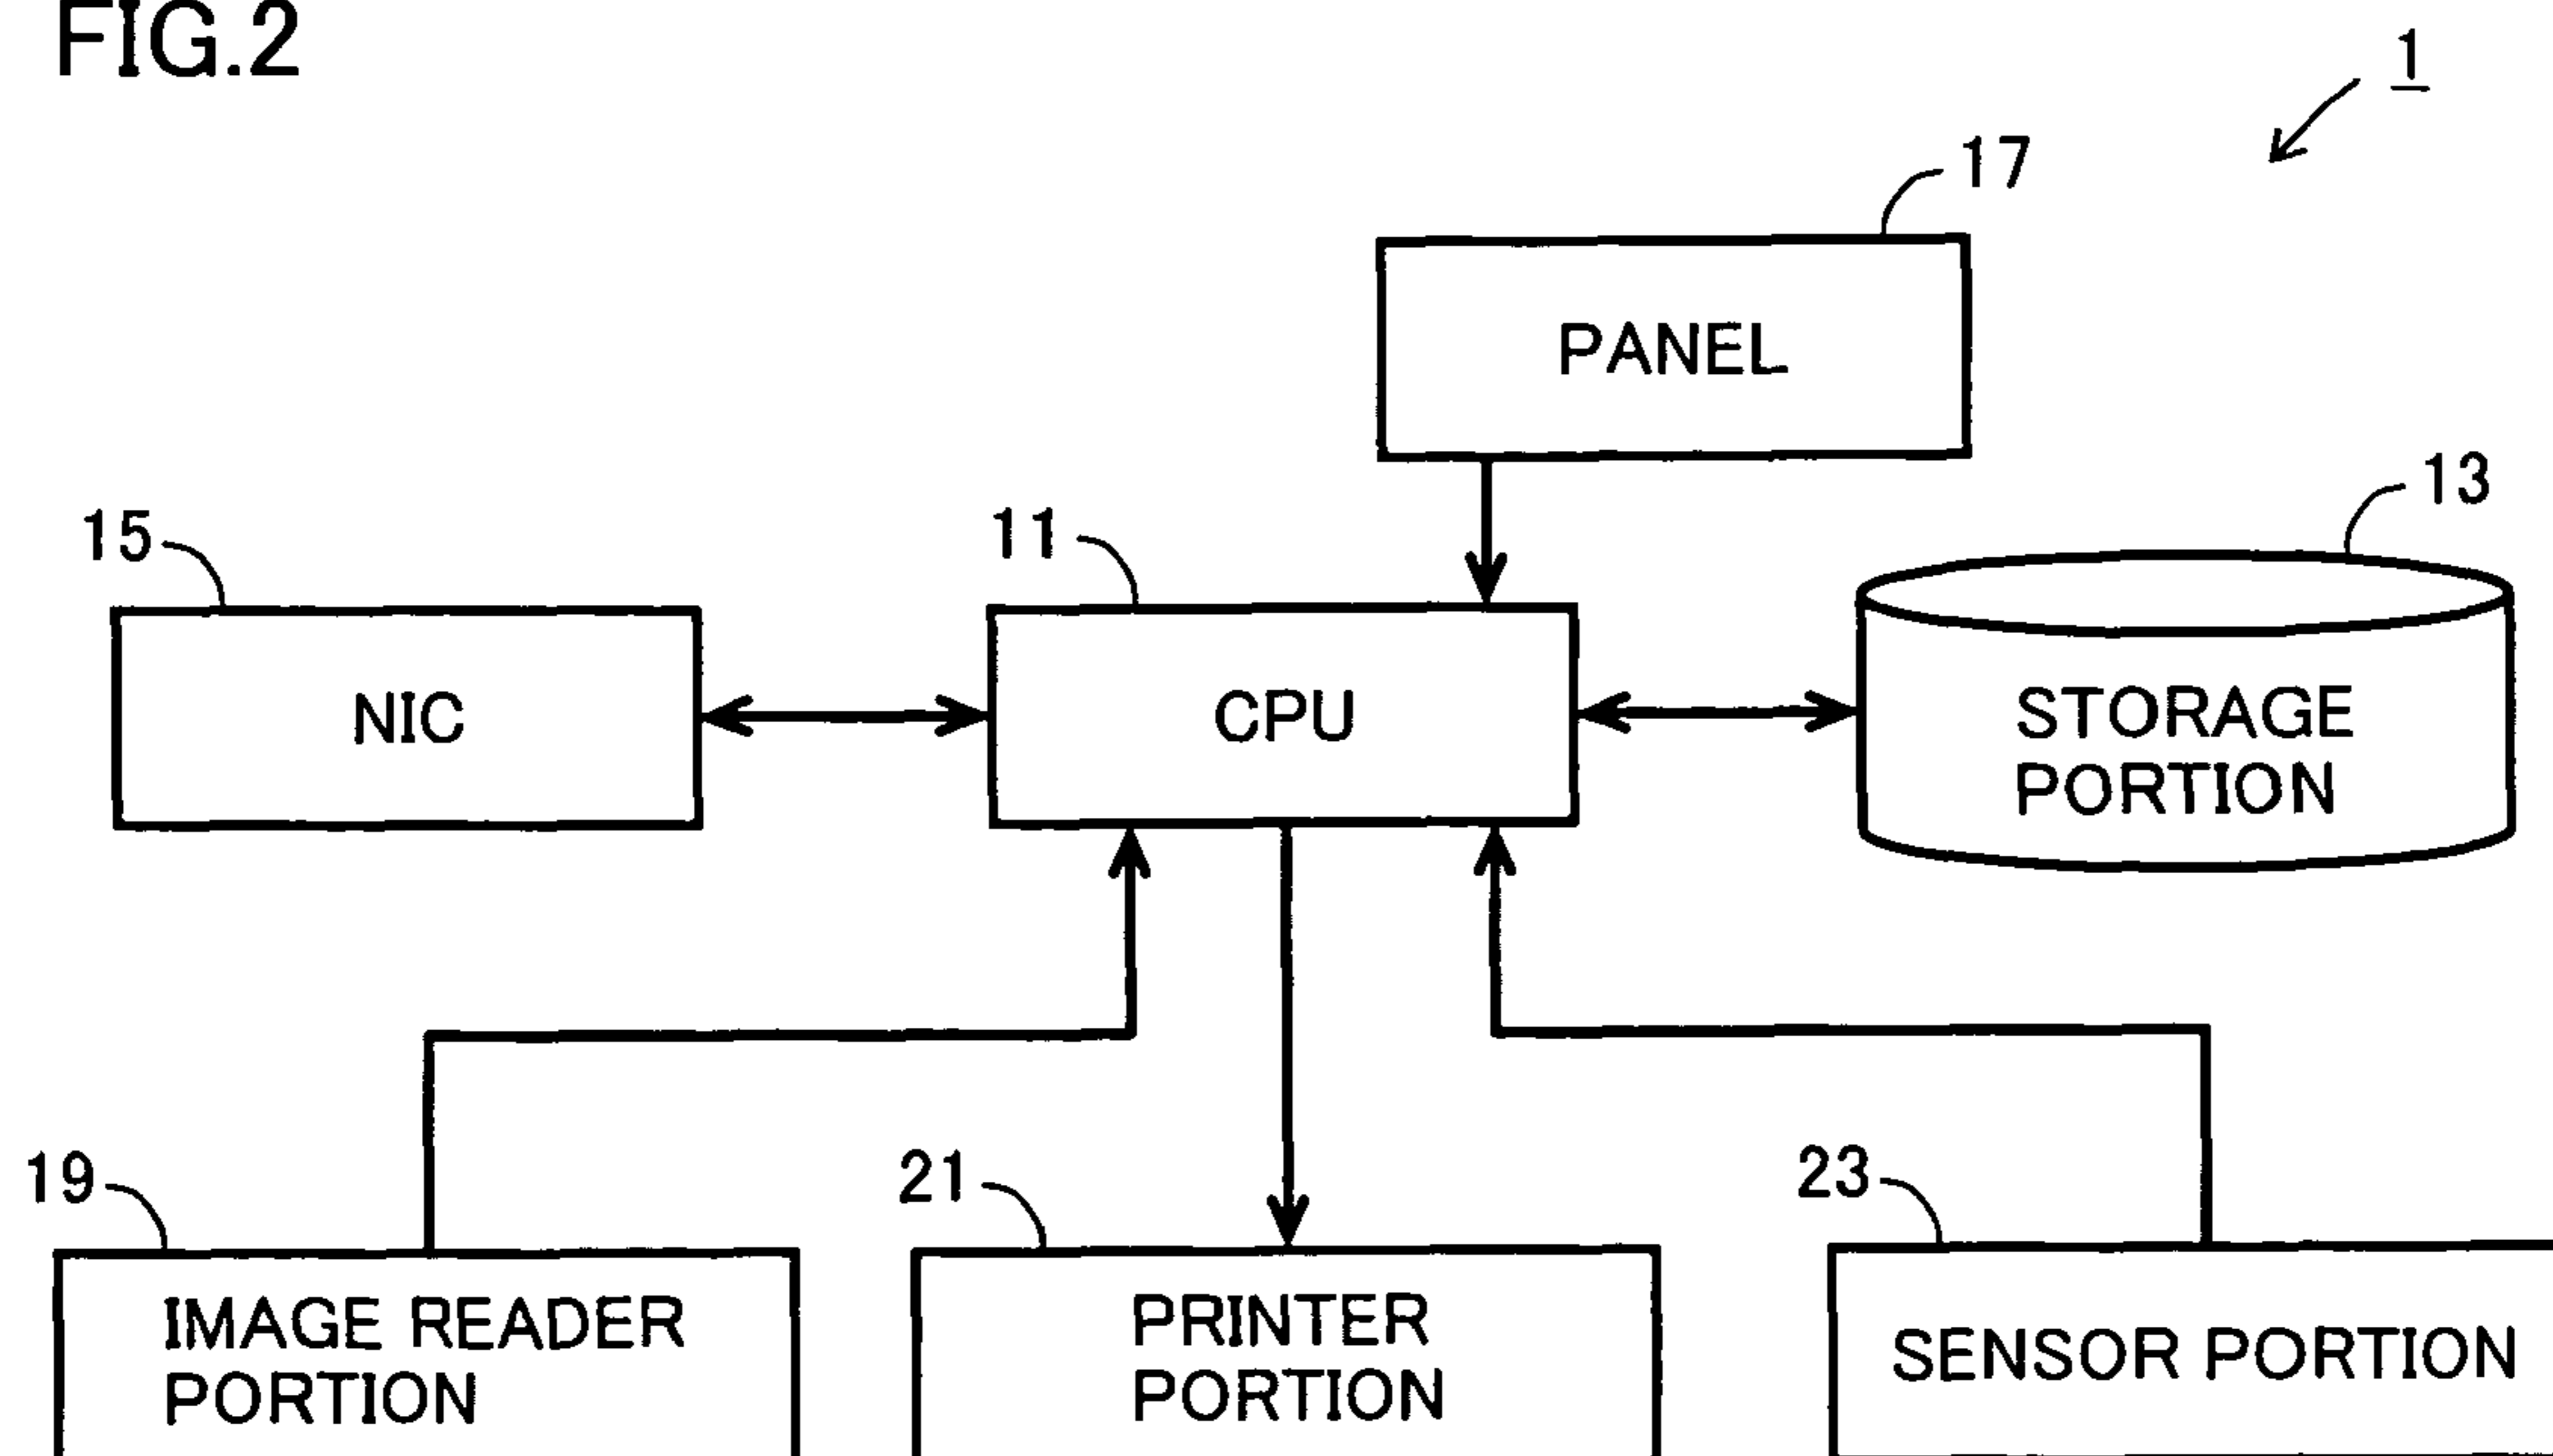 FIG.2
1
17
PANEL
13
15
11
NIC
CPU
STORAGE
PORTION
19
21
23
IMAGE READER
PORTION
PRINTER
PORTION
SENSOR PORTION